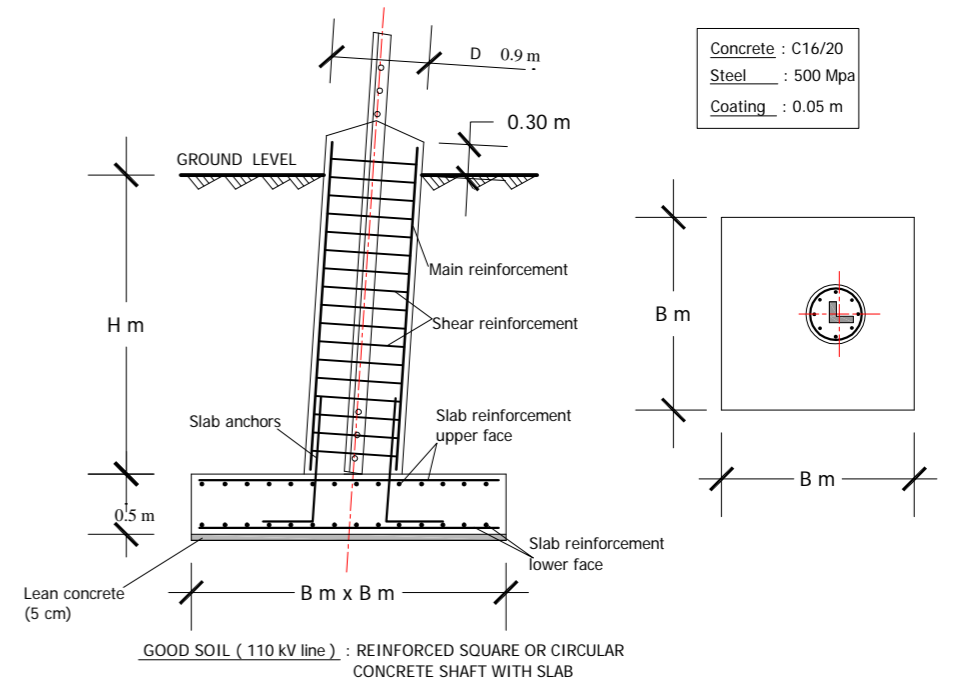 D 0.9 m
0.30 m
GROUND LEVEL
Concrete : C16/20
Steel : 500 Mpa
Coating : 0.05 m
Main reinforcement
H m
Shear reinforcement
B m
Slab anchors
Slab reinforcement
upper face
0.5 m
B m
Slab reinforcement
lower face
Lean concrete
(5 cm)
B m x B m
GOOD SOIL ( 110 kV line ) : REINFORCED SQUARE OR CIRCULAR
CONCRETE SHAFT WITH SLAB